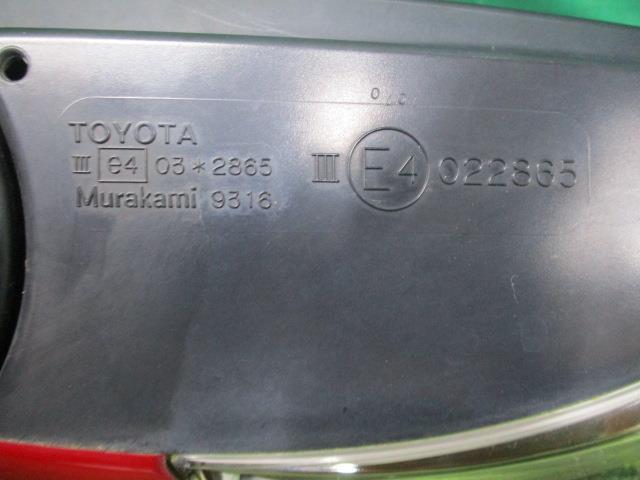 TOYOTA
III e4 03*2865
Murakami 9316
III E4 022865